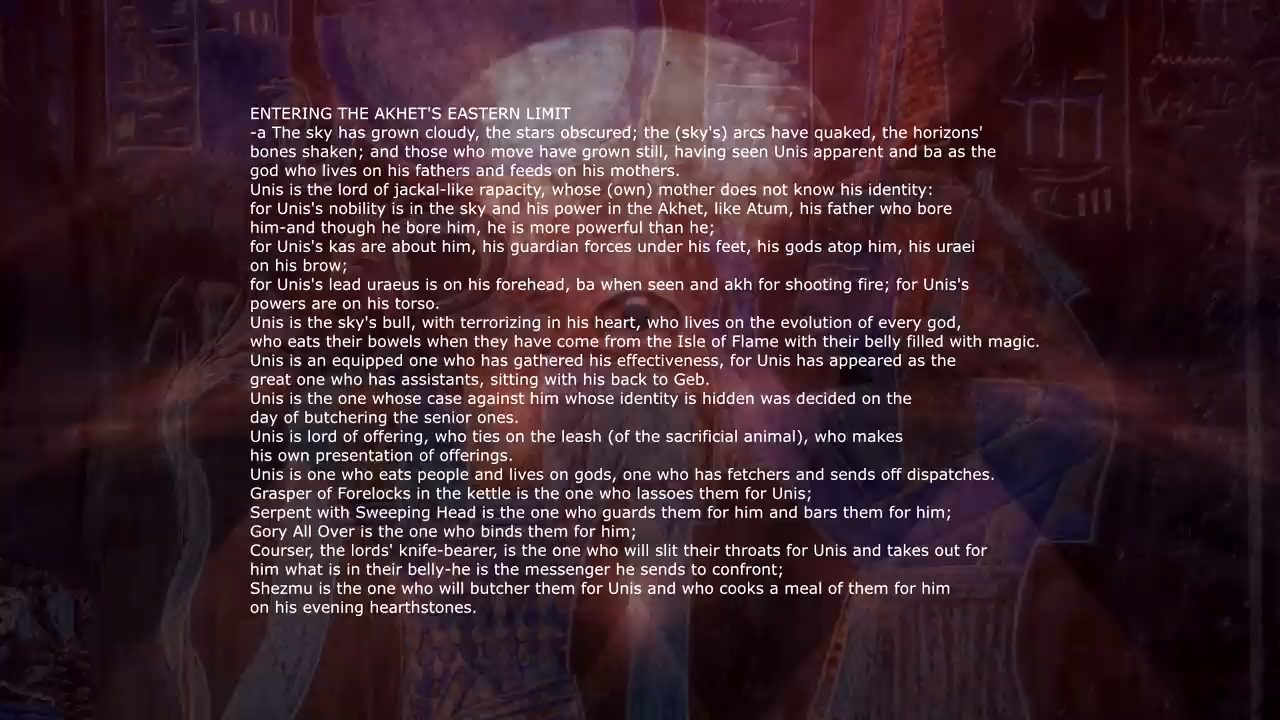 ENTERING THE AKHET'S EASTERN LIMIT
-a The sky has grown cloudy, the stars obscured; the (sky's) arcs have quaked, the horizons'
bones shaken; and those who move have grown still, having seen Unis apparent and ba as the
god who lives on his fathers and feeds on his mothers.
Unis is the lord of jackal-like rapacity, whose (own) mother does not know his identity:
for Unis's nobility is in the sky and his power in the Akhet, like Atum, his father who bore
him-and though he bore him, he is more powerful than he;
for Unis's kas are about him, his guardian forces under his feet, his gods atop him, his uraei
on his brow;
for Unis's lead uraeus is on his forehead, ba when seen and akh for shooting fire; for Unis's
powers are on his torso.
Unis is the sky's bull, with terrorizing in his heart, who lives on the evolution of every god,
who eats their bowels when they have come from the Isle of Flame with their belly filled with magic.
Unis is an equipped one who has gathered his effectiveness, for Unis has appeared as the
great one who has assistants, sitting with his back to Geb.
Unis is the one whose case against him whose identity is hidden was decided on the
day of butchering the senior ones.
Unis is lord of offering, who ties on the leash (of the sacrificial animal), who makes
his own presentation of offerings.
Unis is one who eats people and lives on gods, one who has fetchers and sends off dispatches.
Grasper of Forelocks in the kettle is the one who lassoes them for Unis;
Serpent with Sweeping Head is the one who guards them for him and bars them for him;
Gory All Over is the one who binds them for him;
Courser, the lords' knife-bearer, is the one who will slit their throats for Unis and takes out for
him what is in their belly-he is the messenger he sends to confront;
Shezmu is the one who will butcher them for Unis and who cooks a meal of them for him
on his evening hearthstones.